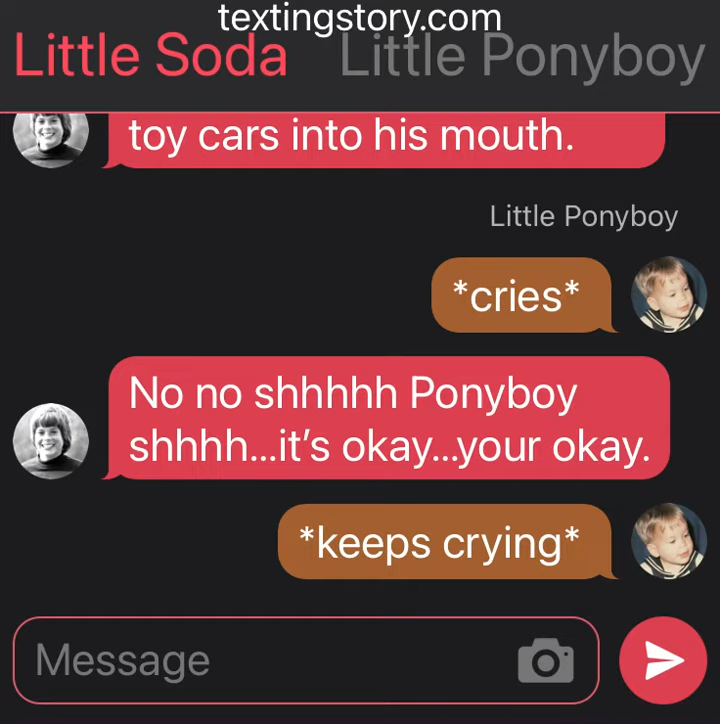 textingstory.com
Little Soda
Little Ponyboy
toy cars into his mouth.
Little Ponyboy
*cries*
No no shhhhh Ponyboy
shhhh...it's okay...your okay.
*keeps crying*
Message